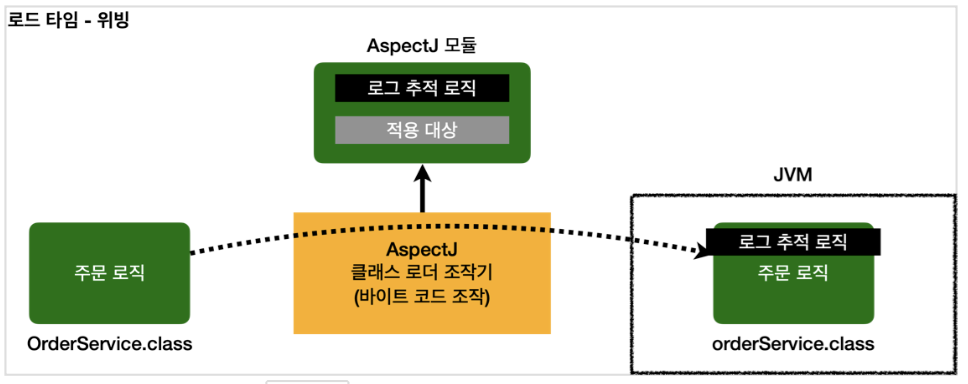 로드 타임 - 위빙
AspectJ 모듈
로그 추적 로직
적용 대상
JVM
주문 로직
AspectJ
클래스 로더 조작기
(바이트 코드 조작)
로그 추적 로직
주문 로직
OrderService.class
orderService.class